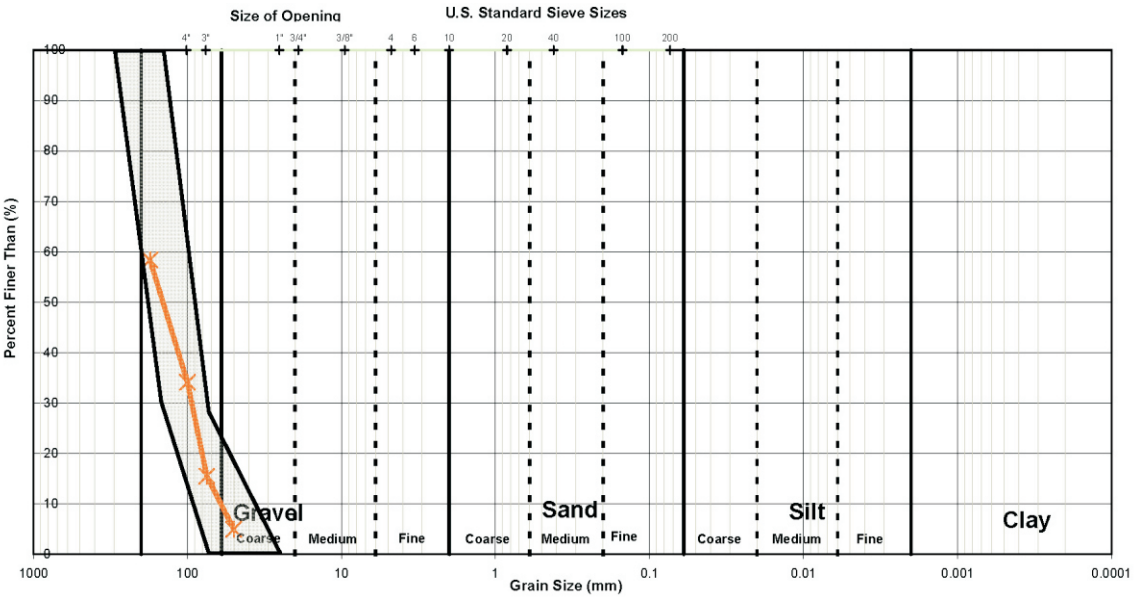 Size of Opening U.S. Standard Sieve Sizes
4" 3" 1" 3/4" 3/8" 4 6 10 20 40 100 200
100
90
80
70
60
50
40
30
20
10
0
Percent Finer Than (%)
Gravel Sand Silt Clay
Coarse Medium Fine Coarse Medium Fine Coarse Medium Fine
1000 100 10 1 0.1 0.01 0.001 0.0001
Grain Size (mm)